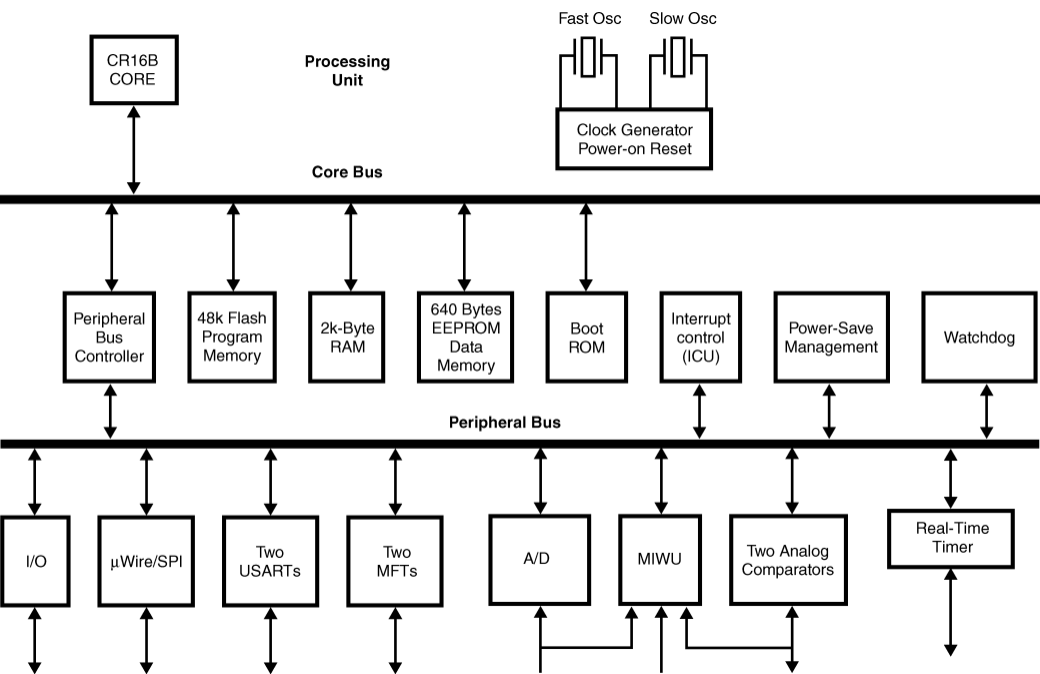 Fast Osc
Slow Osc
CR16B
CORE
Processing
Unit
Clock Generator
Power-on Reset
Core Bus
Peripheral
Bus
Controller
48k Flash
Program
Memory
2k-Byte
RAM
640 Bytes
EEPROM
Data
Memory
Boot
ROM
Interrupt
control
(ICU)
Power-Save
Management
Watchdog
Peripheral Bus
I/O
µWire/SPI
Two
USARTs
Two
MFTs
A/D
MIWU
Two Analog
Comparators
Real-Time
Timer